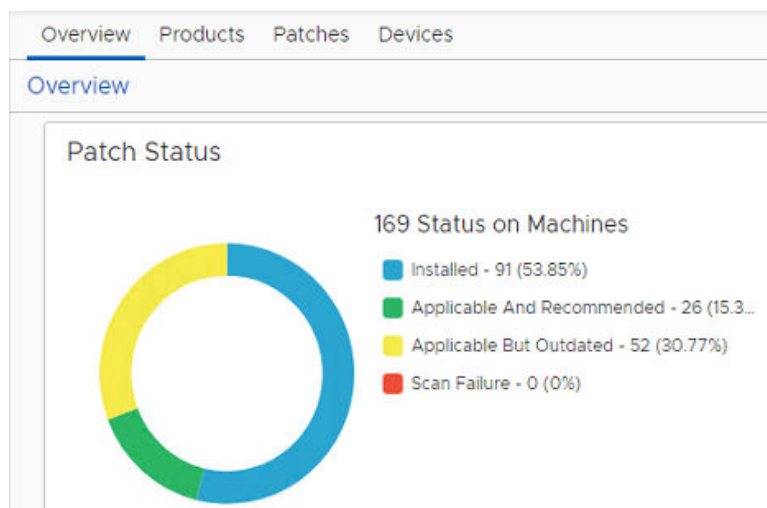 Overview Products Patches Devices
Overview
Patch Status
169 Status on Machines
Installed - 91 (53.85%)
Applicable And Recommended - 26 (15.3...
Applicable But Outdated - 52 (30.77%)
Scan Failure - 0 (0%)